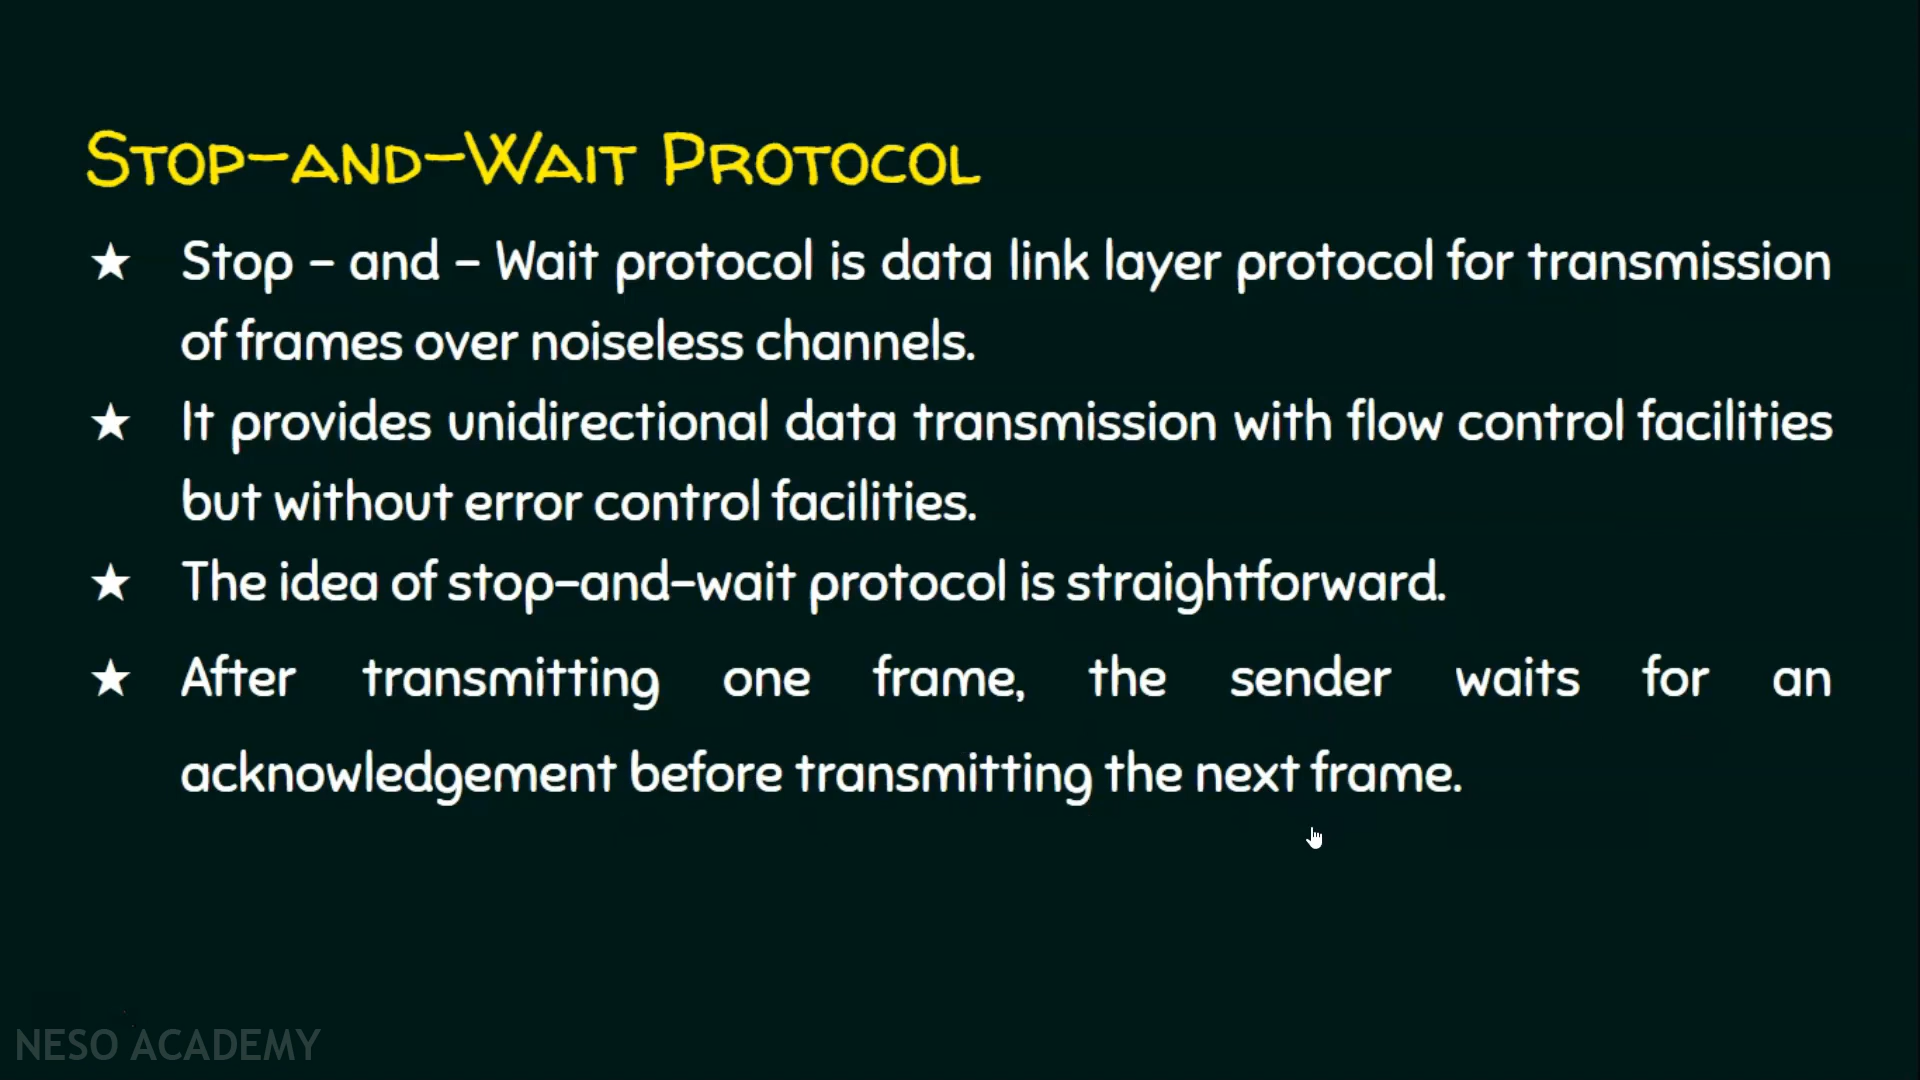 Stop-and-Wait Protocol
★ Stop - and - Wait protocol is data link layer protocol for transmission
of frames over noiseless channels.
★ It provides unidirectional data transmission with flow control facilities
but without error control facilities.
★ The idea of stop-and-wait protocol is straightforward.
★ After transmitting one frame, the sender waits for an
acknowledgement before transmitting the next frame.
NESO ACADEMY